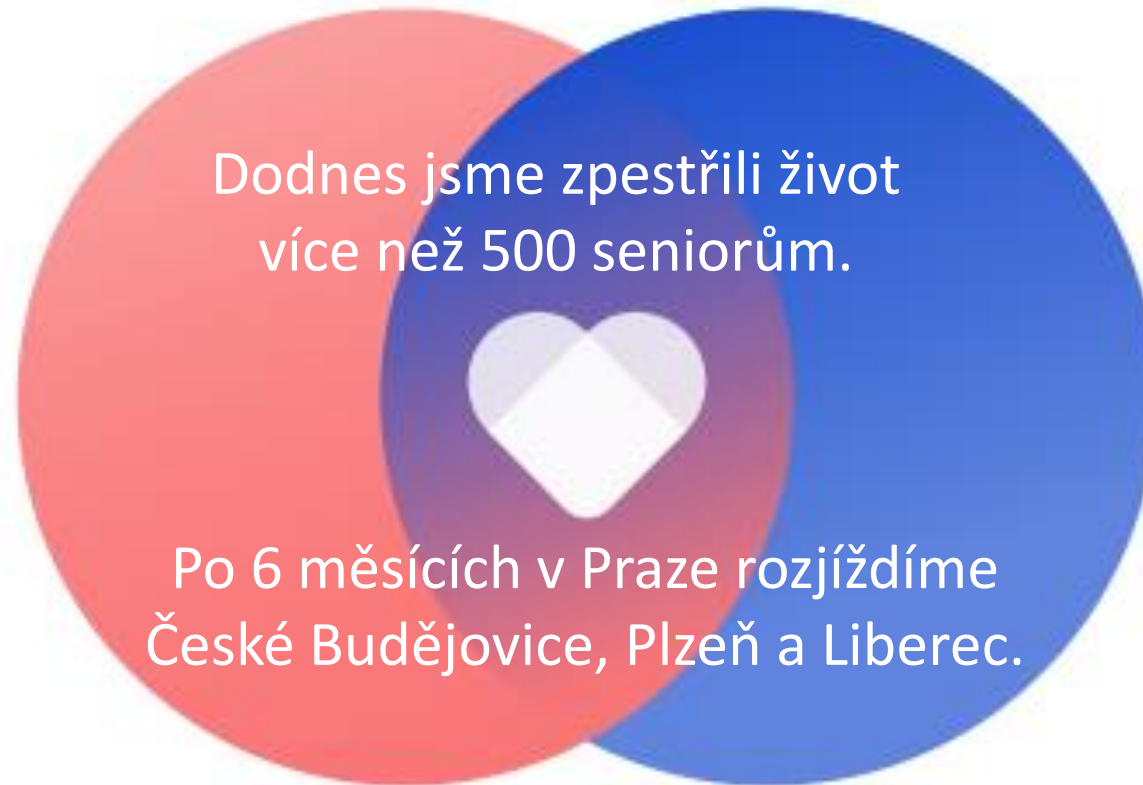 Dodnes jsme zpestřili život
více než 500 seniorům.
Po 6 měsících v Praze rozjíždíme
České Budějovice, Plzeň a Liberec.